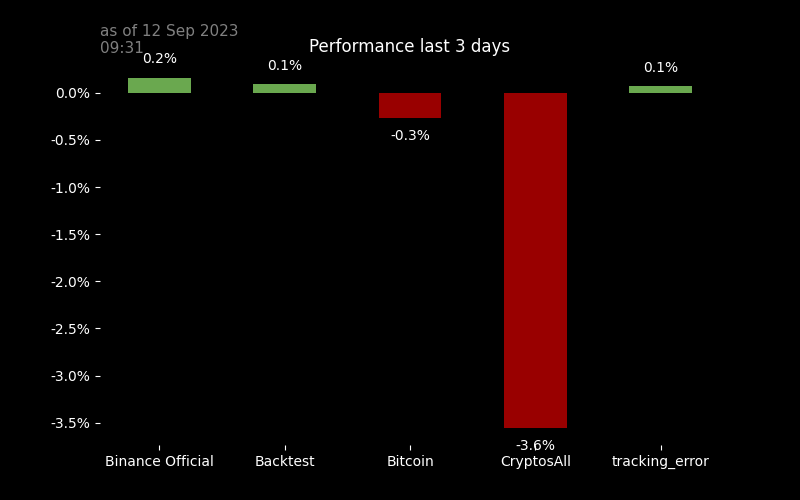 as of 12 Sep 2023
09:31
Performance last 3 days
0.2%
0.1%
-0.3%
-3.6%
0.1%
0.0%
-0.5%
-1.0%
-1.5%
-2.0%
-2.5%
-3.0%
-3.5%
Binance Official
Backtest
Bitcoin
CryptosAll
tracking_error